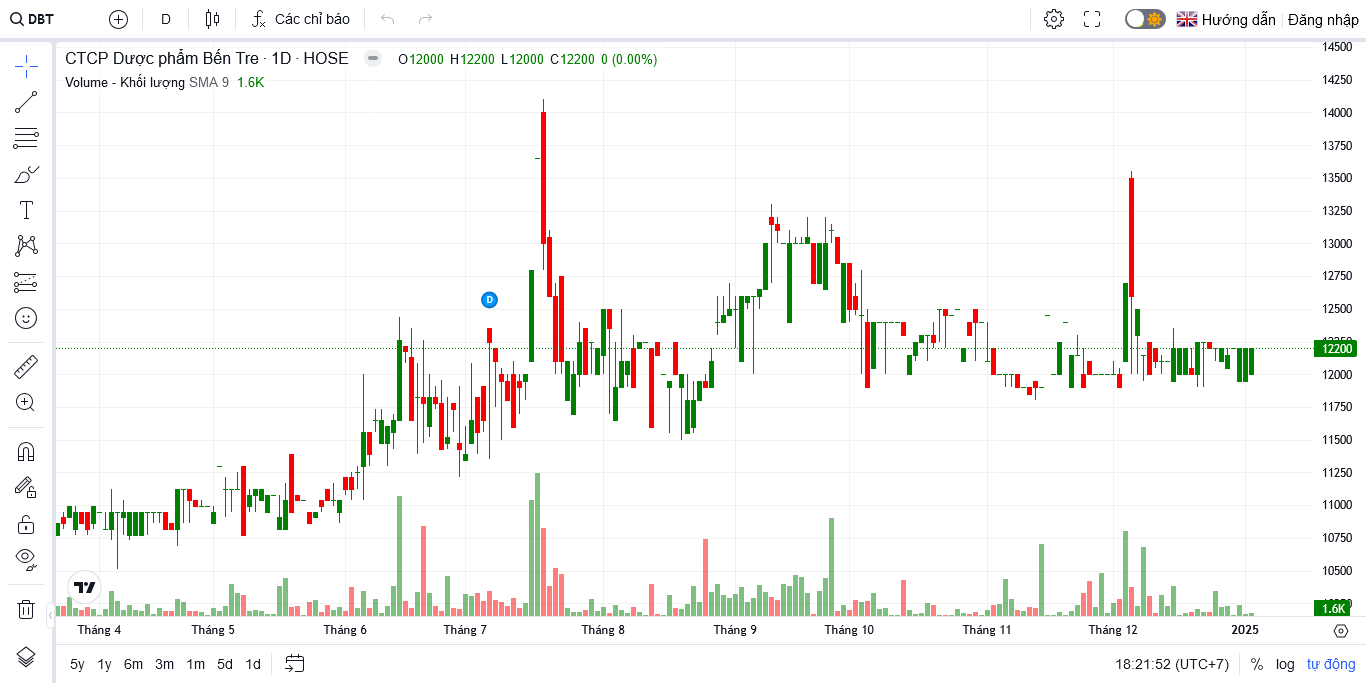 DBT
D
Các chỉ báo
Hướng dẫn
Đăng nhập
CTCP Dược phẩm Bến Tre · 1D · HOSE
O12000 H12200 L12000 C12200 0 (0.00%)
Volume - Khối lượng SMA 9 1.6K
D
14500
14250
14000
13750
13500
13250
13000
12750
12500
12200
12000
11750
11500
11250
11000
10750
10500
1.6K
Tháng 4
Tháng 5
Tháng 6
Tháng 7
Tháng 8
Tháng 9
Tháng 10
Tháng 11
Tháng 12
2025
5y
1y
6m
3m
1m
5d
1d
18:21:52 (UTC+7)
%
log
tự động